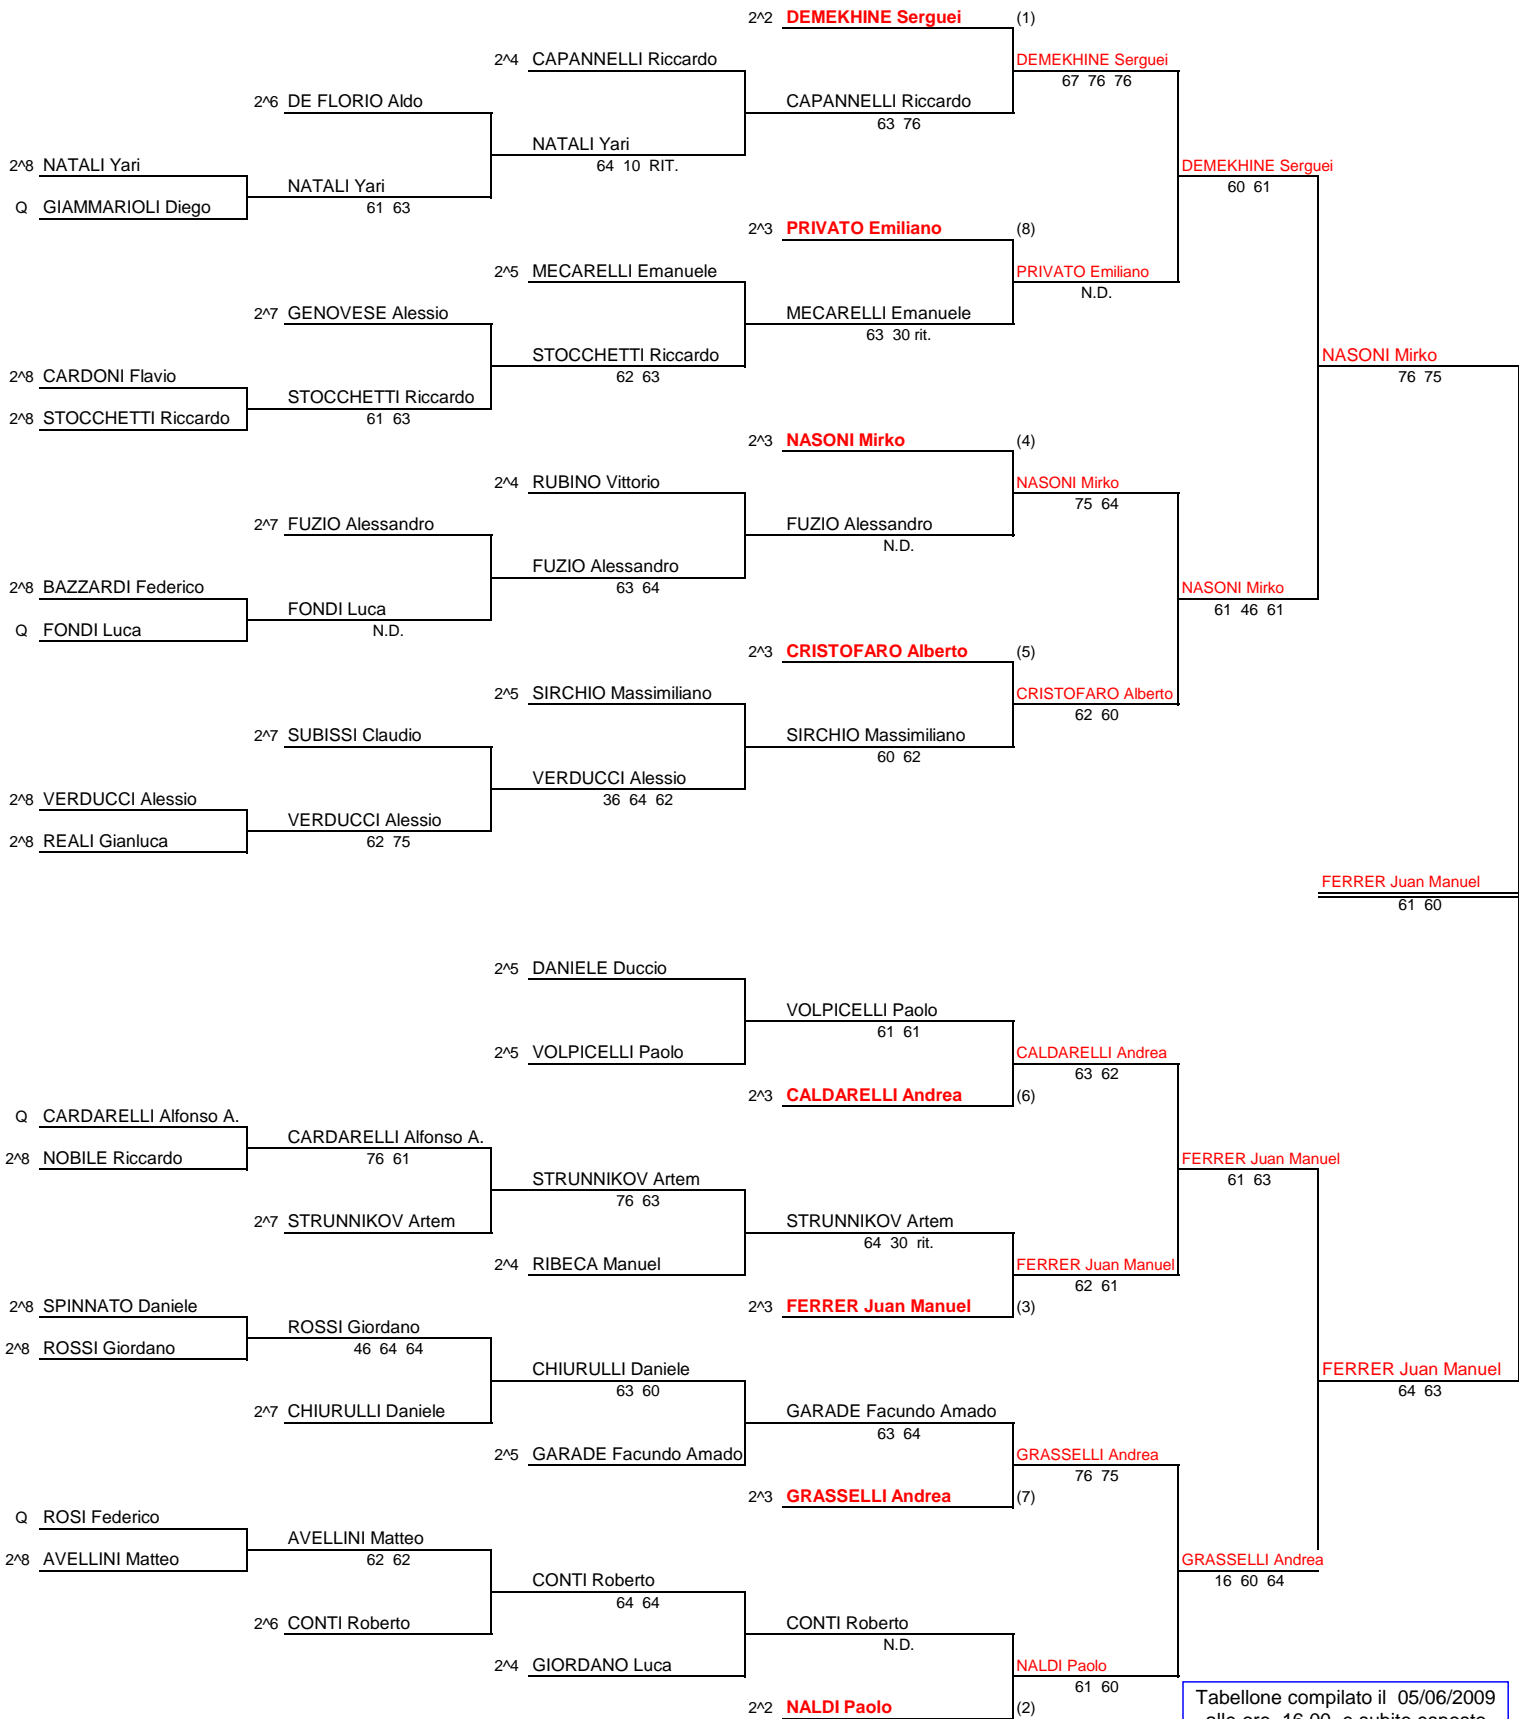 2^2 DEMEKHINE Serguei (1)
2^4 CAPANNELLI Riccardo
DEMEKHINE Serguei
67 76 76
2^6 DE FLORIO Aldo
CAPANNELLI Riccardo
63 76
NATALI Yari
64 10 RIT.
2^8 NATALI Yari
DEMEKHINE Serguei
60 61
NATALI Yari
61 63
Q GIAMMARIOLI Diego
2^3 PRIVATO Emiliano (8)
2^5 MECARELLI Emanuele
PRIVATO Emiliano
N.D.
2^7 GENOVESE Alessio
MECARELLI Emanuele
63 30 rit.
STOCCHETTI Riccardo
62 63
NASONI Mirko
76 75
2^8 CARDONI Flavio
STOCCHETTI Riccardo
61 63
2^8 STOCCHETTI Riccardo
2^3 NASONI Mirko (4)
2^4 RUBINO Vittorio
NASONI Mirko
75 64
2^7 FUZIO Alessandro
FUZIO Alessandro
N.D.
FUZIO Alessandro
63 64
2^8 BAZZARDI Federico
NASONI Mirko
61 46 61
FONDI Luca
N.D.
Q FONDI Luca
2^3 CRISTOFARO Alberto (5)
2^5 SIRCHIO Massimiliano
CRISTOFARO Alberto
62 60
2^7 SUBISSI Claudio
SIRCHIO Massimiliano
60 62
VERDUCCI Alessio
36 64 62
2^8 VERDUCCI Alessio
VERDUCCI Alessio
62 75
2^8 REALI Gianluca
FERRER Juan Manuel
61 60
2^5 DANIELE Duccio
VOLPICELLI Paolo
61 61
2^5 VOLPICELLI Paolo
CALDARELLI Andrea
63 62
2^3 CALDARELLI Andrea (6)
Q CARDARELLI Alfonso A.
CARDARELLI Alfonso A.
76 61
2^8 NOBILE Riccardo
FERRER Juan Manuel
61 63
STRUNNIKOV Artem
76 63
2^7 STRUNNIKOV Artem
STRUNNIKOV Artem
64 30 rit.
2^4 RIBECA Manuel
FERRER Juan Manuel
62 61
2^8 SPINNATO Daniele
2^3 FERRER Juan Manuel (3)
ROSSI Giordano
46 64 64
2^8 ROSSI Giordano
CHIURULLI Daniele
63 60
FERRER Juan Manuel
64 63
2^7 CHIURULLI Daniele
GARADE Facundo Amado
63 64
2^5 GARADE Facundo Amado
GRASSELLI Andrea
76 75
2^3 GRASSELLI Andrea (7)
Q ROSI Federico
AVELLINI Matteo
62 62
2^8 AVELLINI Matteo
GRASSELLI Andrea
16 60 64
CONTI Roberto
64 64
2^6 CONTI Roberto
CONTI Roberto
N.D.
2^4 GIORDANO Luca
NALDI Paolo
61 60
2^2 NALDI Paolo (2)
Tabellone compilato il 05/06/2009
alle ore 16.00 e subito esposto